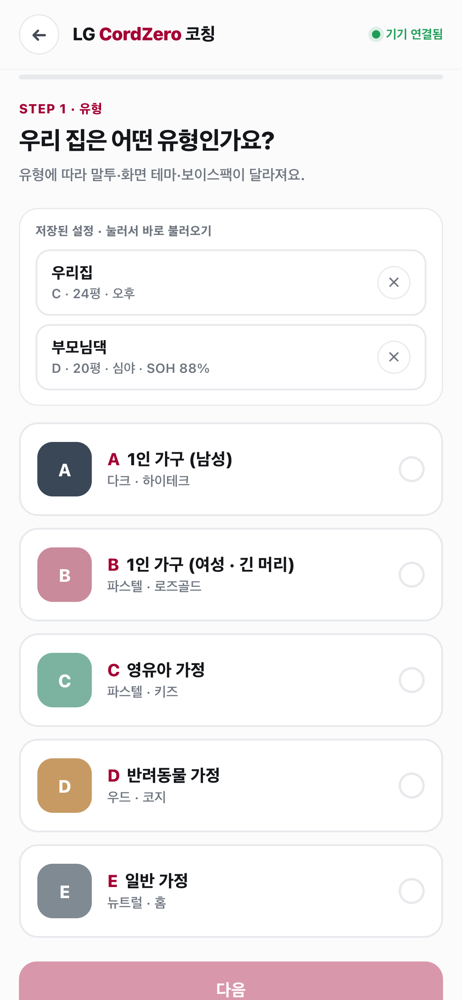 LG CordZero 코칭
기기 연결됨
STEP 1 · 유형
우리 집은 어떤 유형인가요?
유형에 따라 말투·화면 테마·보이스팩이 달라져요.
저장된 설정 · 눌러서 바로 불러오기
우리집
C · 24평 · 오후
부모님댁
D · 20평 · 심야 · SOH 88%
A
A 1인 가구 (남성)
다크 · 하이테크
B
B 1인 가구 (여성 · 긴 머리)
파스텔 · 로즈골드
C
C 영유아 가정
파스텔 · 키즈
D
D 반려동물 가정
우드 · 코지
E
E 일반 가정
뉴트럴 · 홈
다음